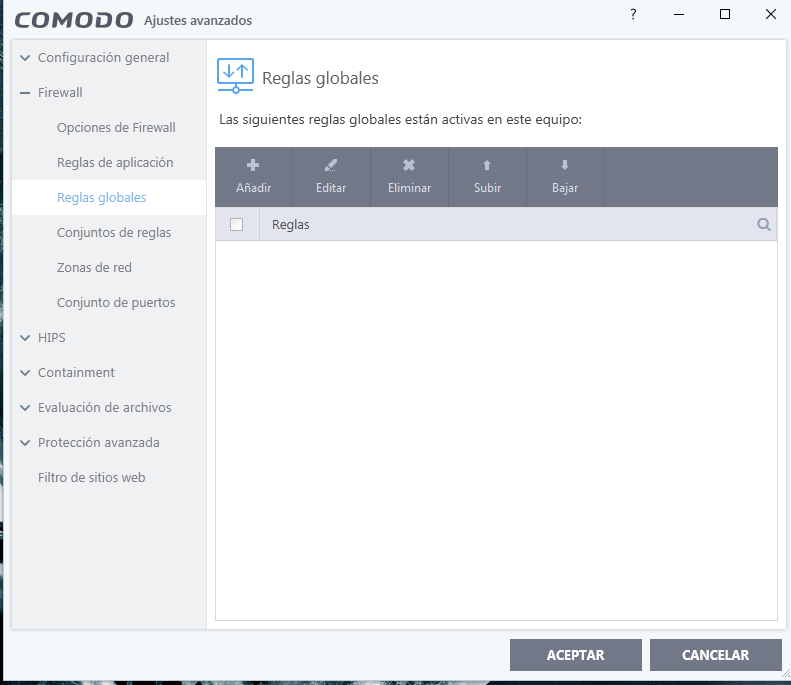 COMODO Ajustes avanzados ?
Configuración general
Firewall
Opciones de Firewall
Reglas de aplicación
Reglas globales
Conjuntos de reglas
Zonas de red
Conjunto de puertos
HIPS
Containment
Evaluación de archivos
Protección avanzada
Filtro de sitios web
Reglas globales
Las siguientes reglas globales están activas en este equipo:
Añadir Editar Eliminar Subir Bajar
Reglas
ACEPTAR CANCELAR